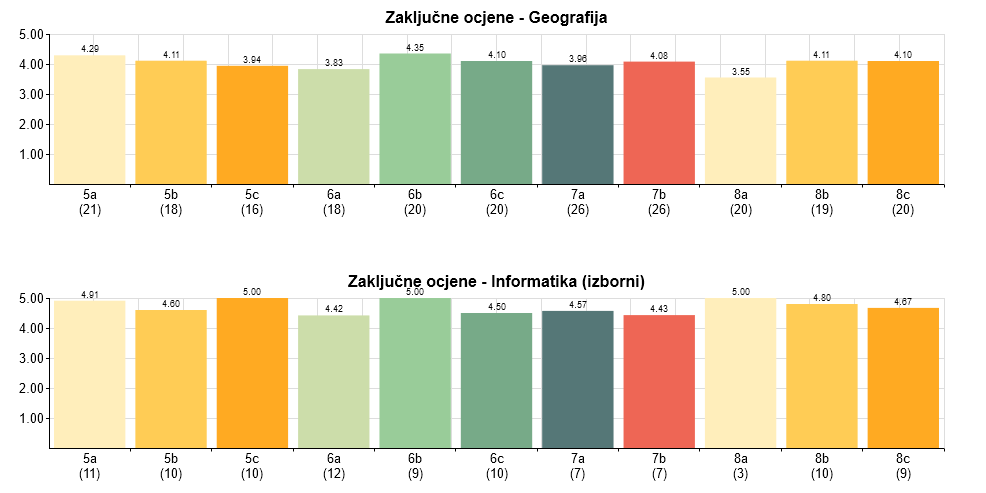 Zaključne ocjene - Geografija
5.00
4.00
3.00
2.00
1.00
4.29 4.11 3.94 3.83 4.35 4.10 3.96 4.08 3.55 4.11 4.10
5a 5b 5c 6a 6b 6c 7a 7b 8a 8b 8c
(21) (18) (16) (18) (20) (20) (26) (26) (20) (19) (20)
Zaključne ocjene - Informatika (izborni)
5.00
4.00
3.00
2.00
1.00
4.91 4.60 5.00 4.42 5.00 4.50 4.57 4.43 5.00 4.80 4.67
5a 5b 5c 6a 6b 6c 7a 7b 8a 8b 8c
(11) (10) (10) (12) (9) (10) (7) (7) (3) (10) (9)